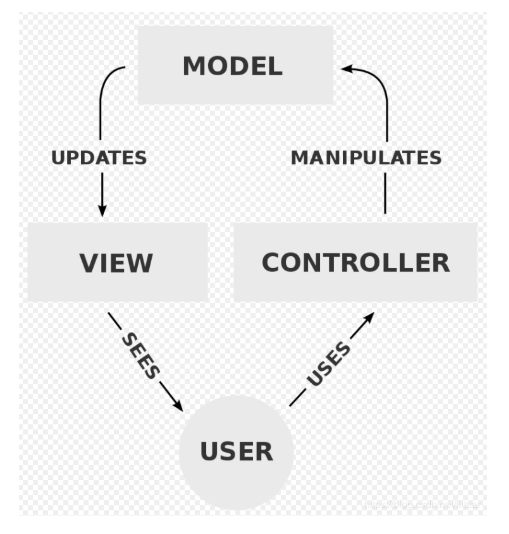 MODEL
UPDATES
MANIPULATES
VIEW
CONTROLLER
SEES
USES
USER